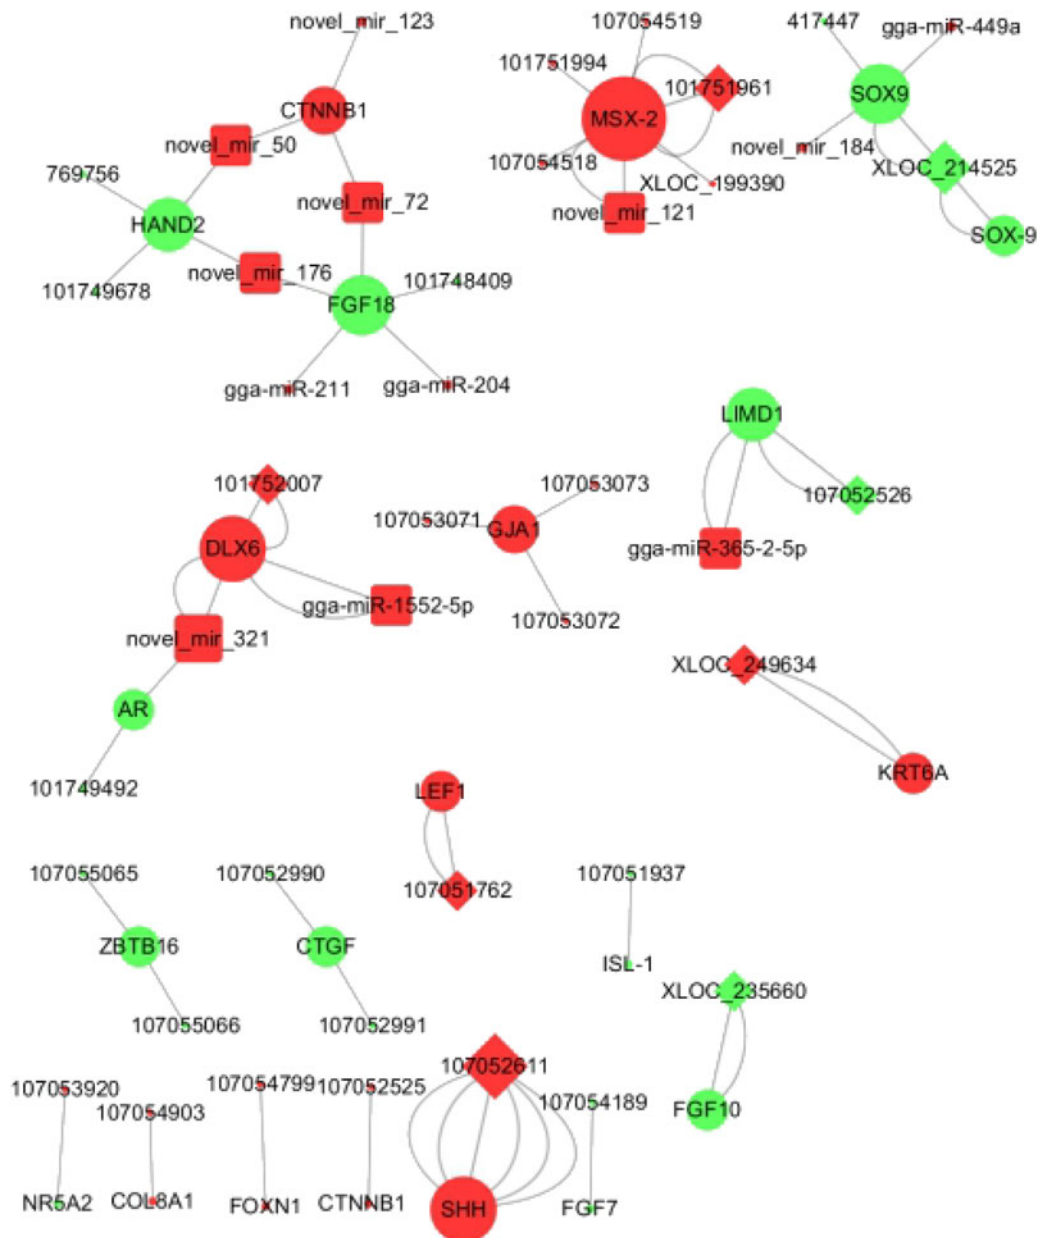 novel_mir_123
107054519
417447
gga-miR-449a
101751994
101751961
CTNNB1
MSX-2
SOX9
novel_mir_50
novel_mir_184
769756
107054518
XLOC_199390
XLOC_214525
novel_mir_72
novel_mir_121
HAND2
SOX-9
novel_mir_176
101748409
101749678
FGF18
gga-miR-211
gga-miR-204
LIMD1
101752007
107053073
107052526
107053071
GJA1
DLX6
gga-miR-365-2-5p
gga-miR-1552-5p
107053072
novel_mir_321
XLOC_249634
AR
KRT6A
101749492
LEF1
107055065
107052990
107051762
107051937
ZBTB16
CTGF
ISL-1
XLOC_235660
107055066
107052991
107052611
107053920
107054903
107054799
107052525
107054189
FGF10
NR5A2
COL8A1
FOXN1
CTNNB1
SHH
FGF7